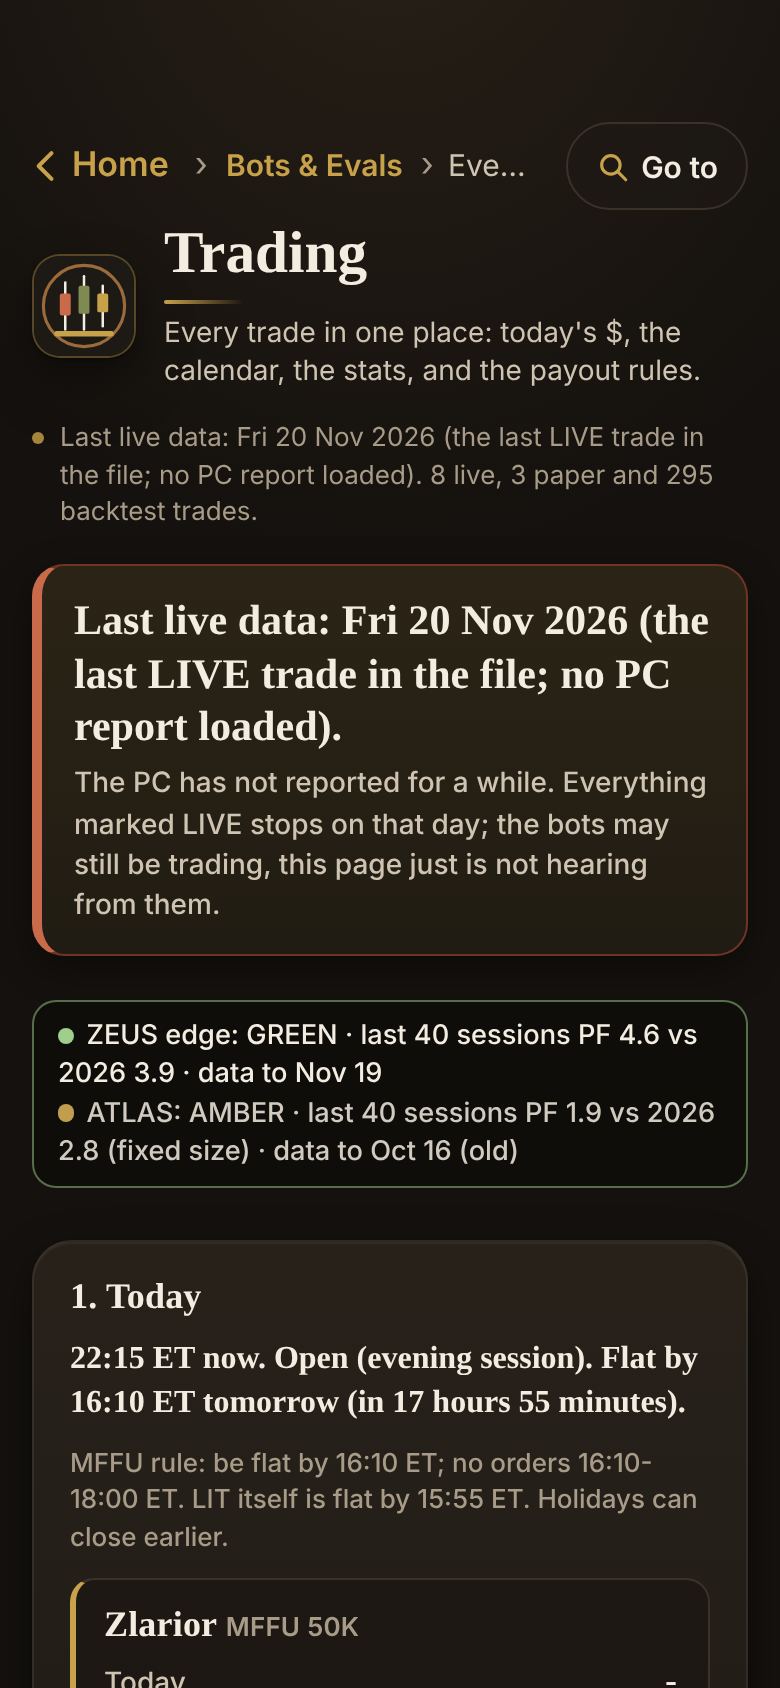 Home › Bots & Evals › Eve...
Go to
Trading
Every trade in one place: today's $, the
calendar, the stats, and the payout rules.
Last live data: Fri 20 Nov 2026 (the last LIVE trade in
the file; no PC report loaded). 8 live, 3 paper and 295
backtest trades.
Last live data: Fri 20 Nov 2026 (the
last LIVE trade in the file; no PC
report loaded).
The PC has not reported for a while. Everything
marked LIVE stops on that day; the bots may
still be trading, this page just is not hearing
from them.
ZEUS edge: GREEN · last 40 sessions PF 4.6 vs
2026 3.9 · data to Nov 19
ATLAS: AMBER · last 40 sessions PF 1.9 vs 2026
2.8 (fixed size) · data to Oct 16 (old)
1. Today
22:15 ET now. Open (evening session). Flat by
16:10 ET tomorrow (in 17 hours 55 minutes).
MFFU rule: be flat by 16:10 ET; no orders 16:10-
18:00 ET. LIT itself is flat by 15:55 ET. Holidays can
close earlier.
Zlarior MFFU 50K
Today -